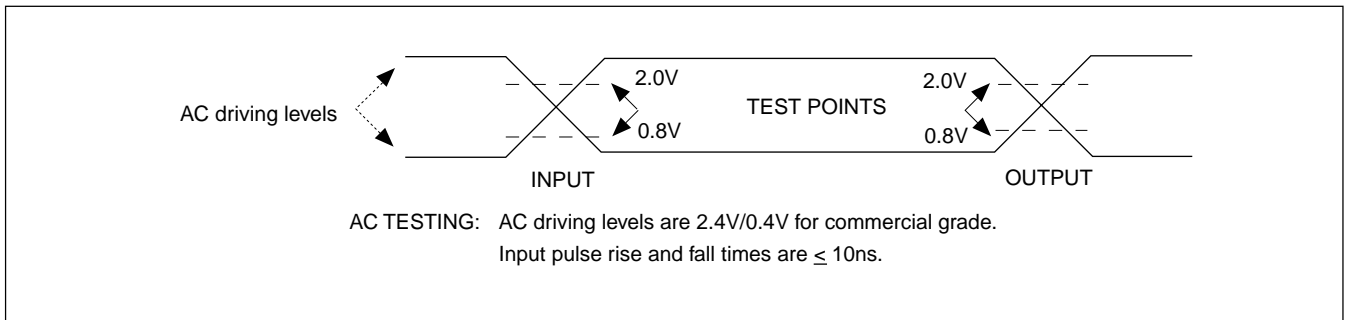 2.0V
2.0V
AC driving levels
TEST POINTS
0.8V
0.8V
INPUT
OUTPUT
AC TESTING: AC driving levels are 2.4V/0.4V for commercial grade.
Input pulse rise and fall times are ≤ 10ns.